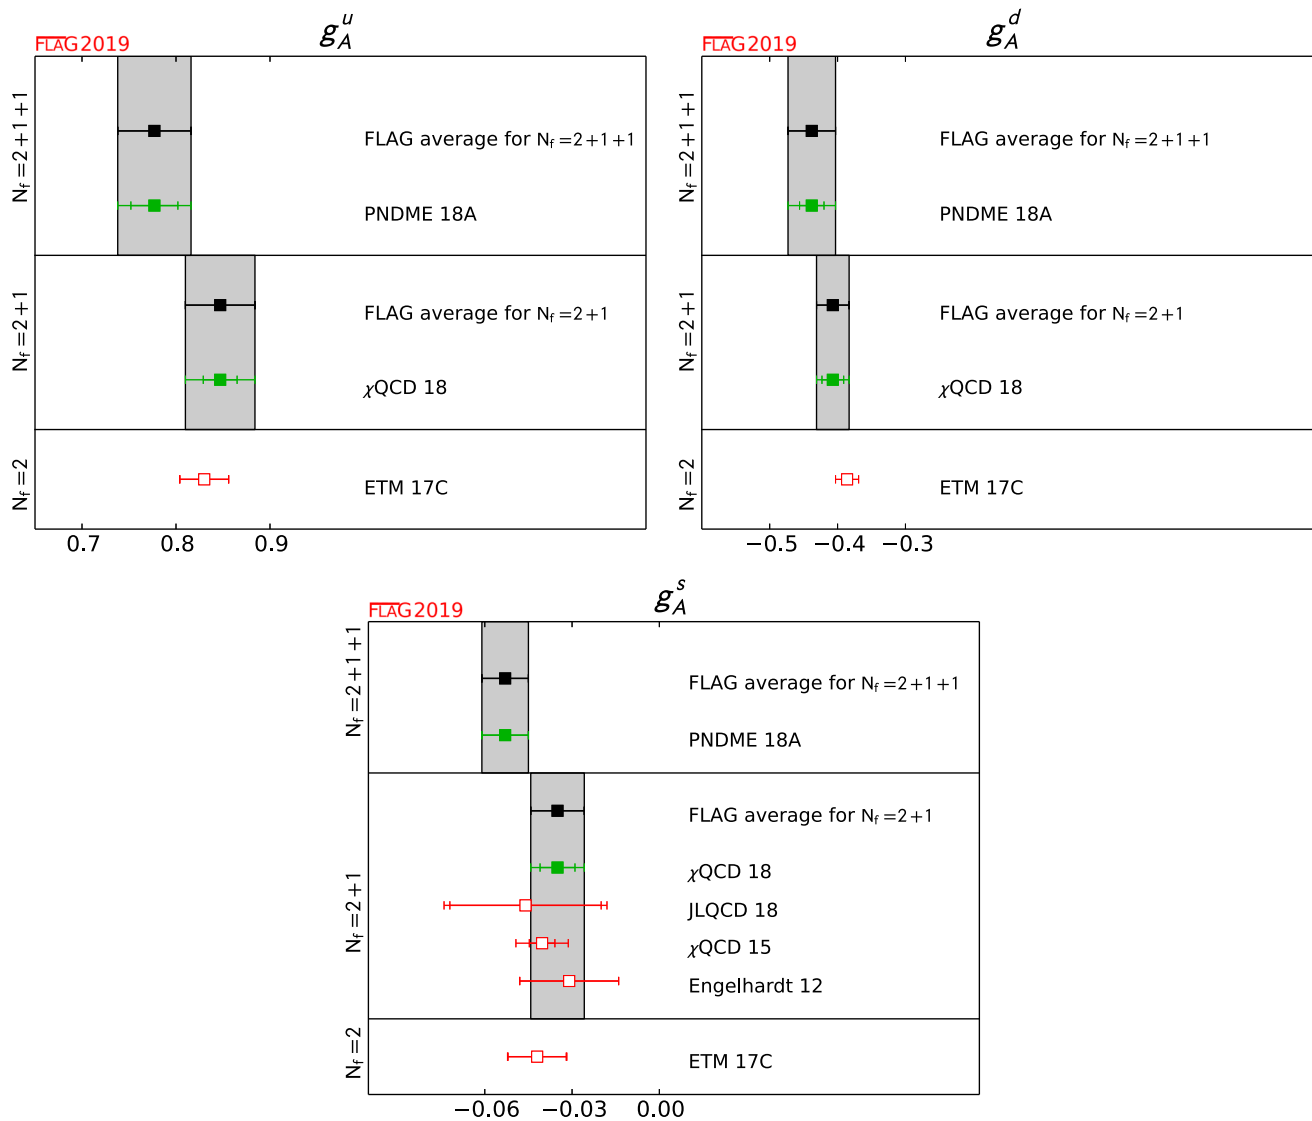 FLAG2019
g_A^u
N_f=2+1+1
FLAG average for N_f=2+1+1
PNDME 18A
N_f=2+1
FLAG average for N_f=2+1
χQCD 18
N_f=2
ETM 17C
0.7 0.8 0.9
FLAG2019
g_A^d
N_f=2+1+1
FLAG average for N_f=2+1+1
PNDME 18A
N_f=2+1
FLAG average for N_f=2+1
χQCD 18
N_f=2
ETM 17C
−0.5 −0.4 −0.3
FLAG2019
g_A^s
N_f=2+1+1
FLAG average for N_f=2+1+1
PNDME 18A
N_f=2+1
FLAG average for N_f=2+1
χQCD 18
JLQCD 18
χQCD 15
Engelhardt 12
N_f=2
ETM 17C
−0.06 −0.03 0.00